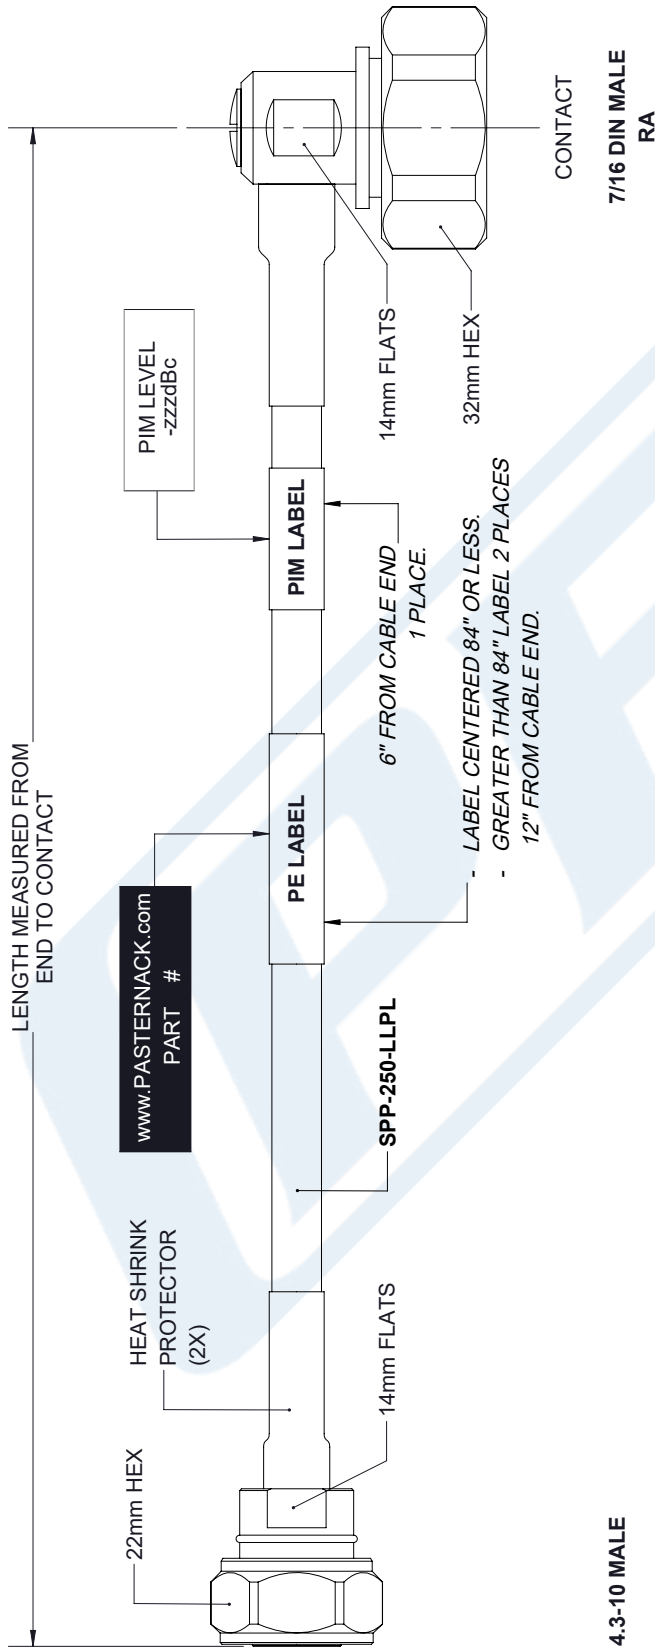 LENGTH MEASURED FROM
END TO CONTACT
www.PASTERNACK.com
PART #
PIM LEVEL
-zzzdBc
22mm HEX
HEAT SHRINK
PROTECTOR
(2X)
PE LABEL
PIM LABEL
14mm FLATS
SPP-250-LLPL
6" FROM CABLE END
1 PLACE.
14mm FLATS
- LABEL CENTERED 84" OR LESS.
- GREATER THAN 84" LABEL 2 PLACES
12" FROM CABLE END.
32mm HEX
CONTACT
4.3-10 MALE
7/16 DIN MALE
RA